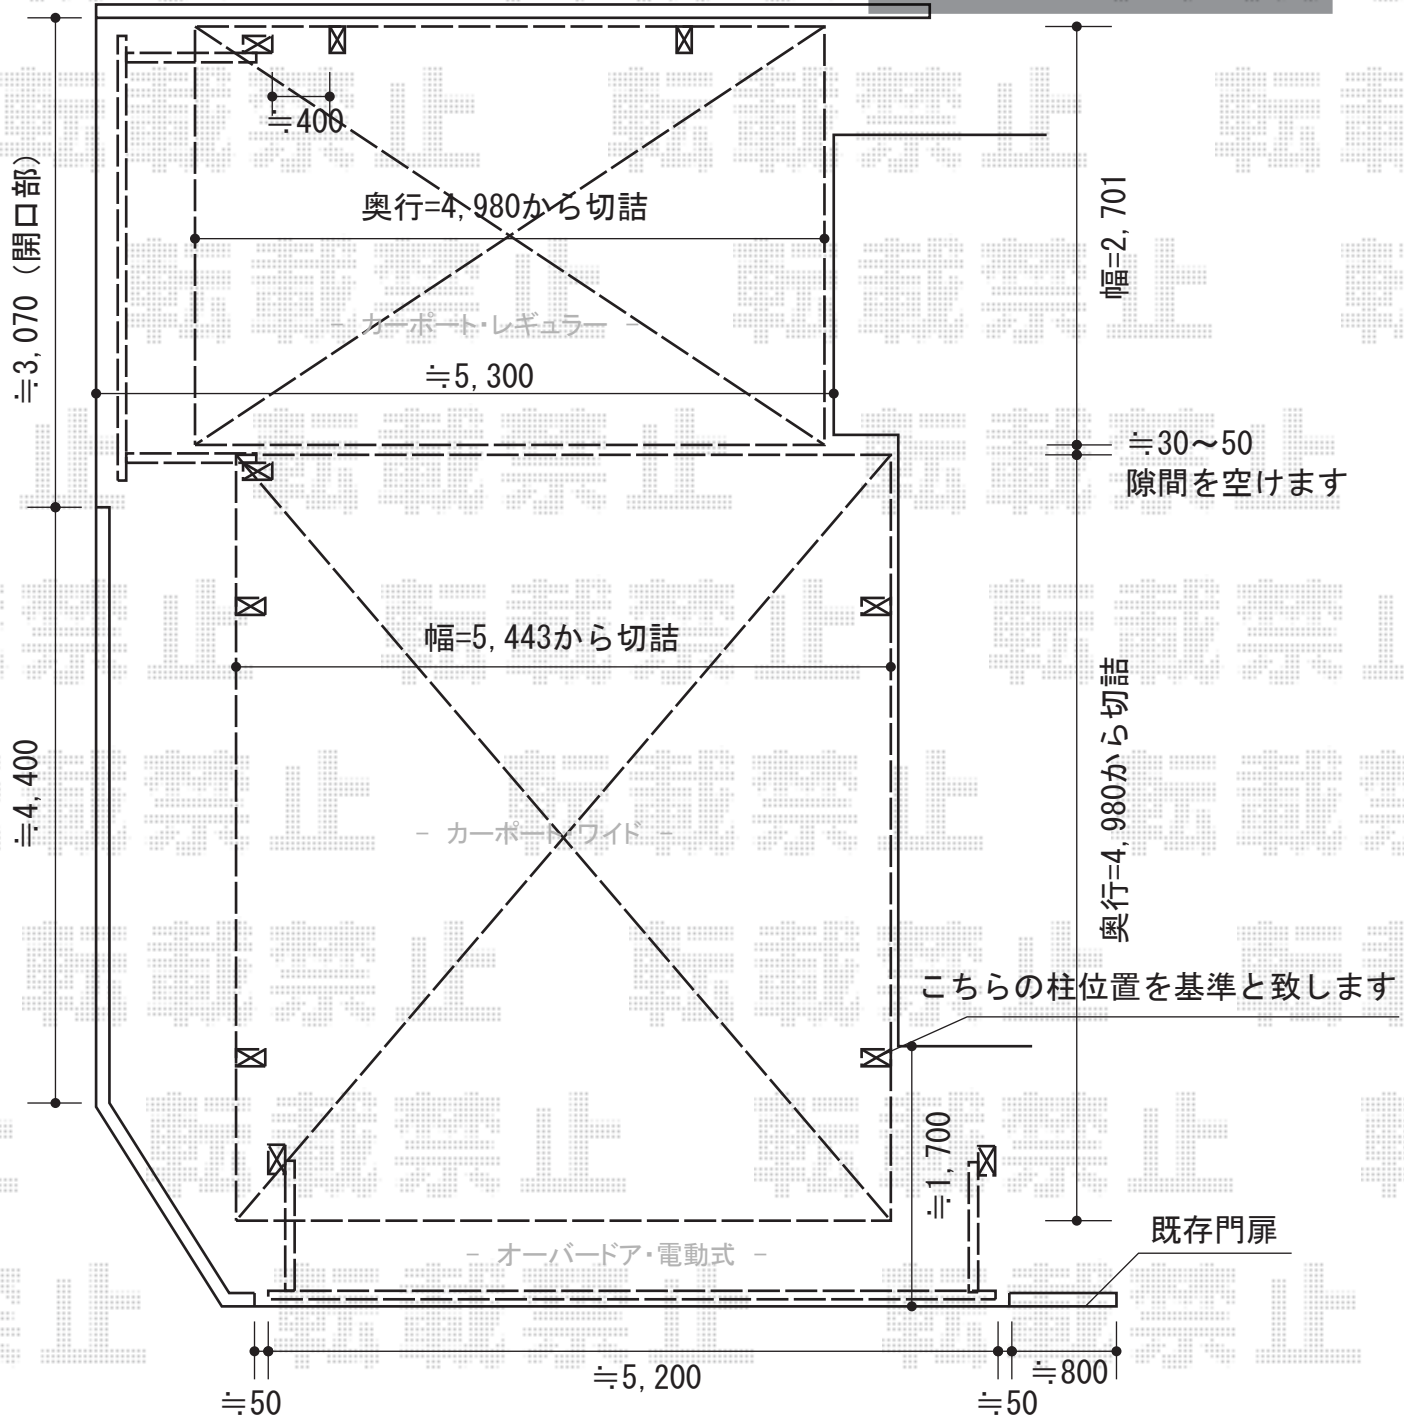 ≒400
奥行=4,980から切詰
- カーポート・レギュラー -
≒5,300
≒3,070（開口部）
幅=2,701
≒30～50
隙間を空けます
幅=5,443から切詰
≒4,400
- カーポート・ワイド -
奥行=4,980から切詰
こちらの柱位置を基準と致します
≒1,700
既存門扉
- オーバードア・電動式 -
≒50
≒5,200
≒50
≒800
転載禁止